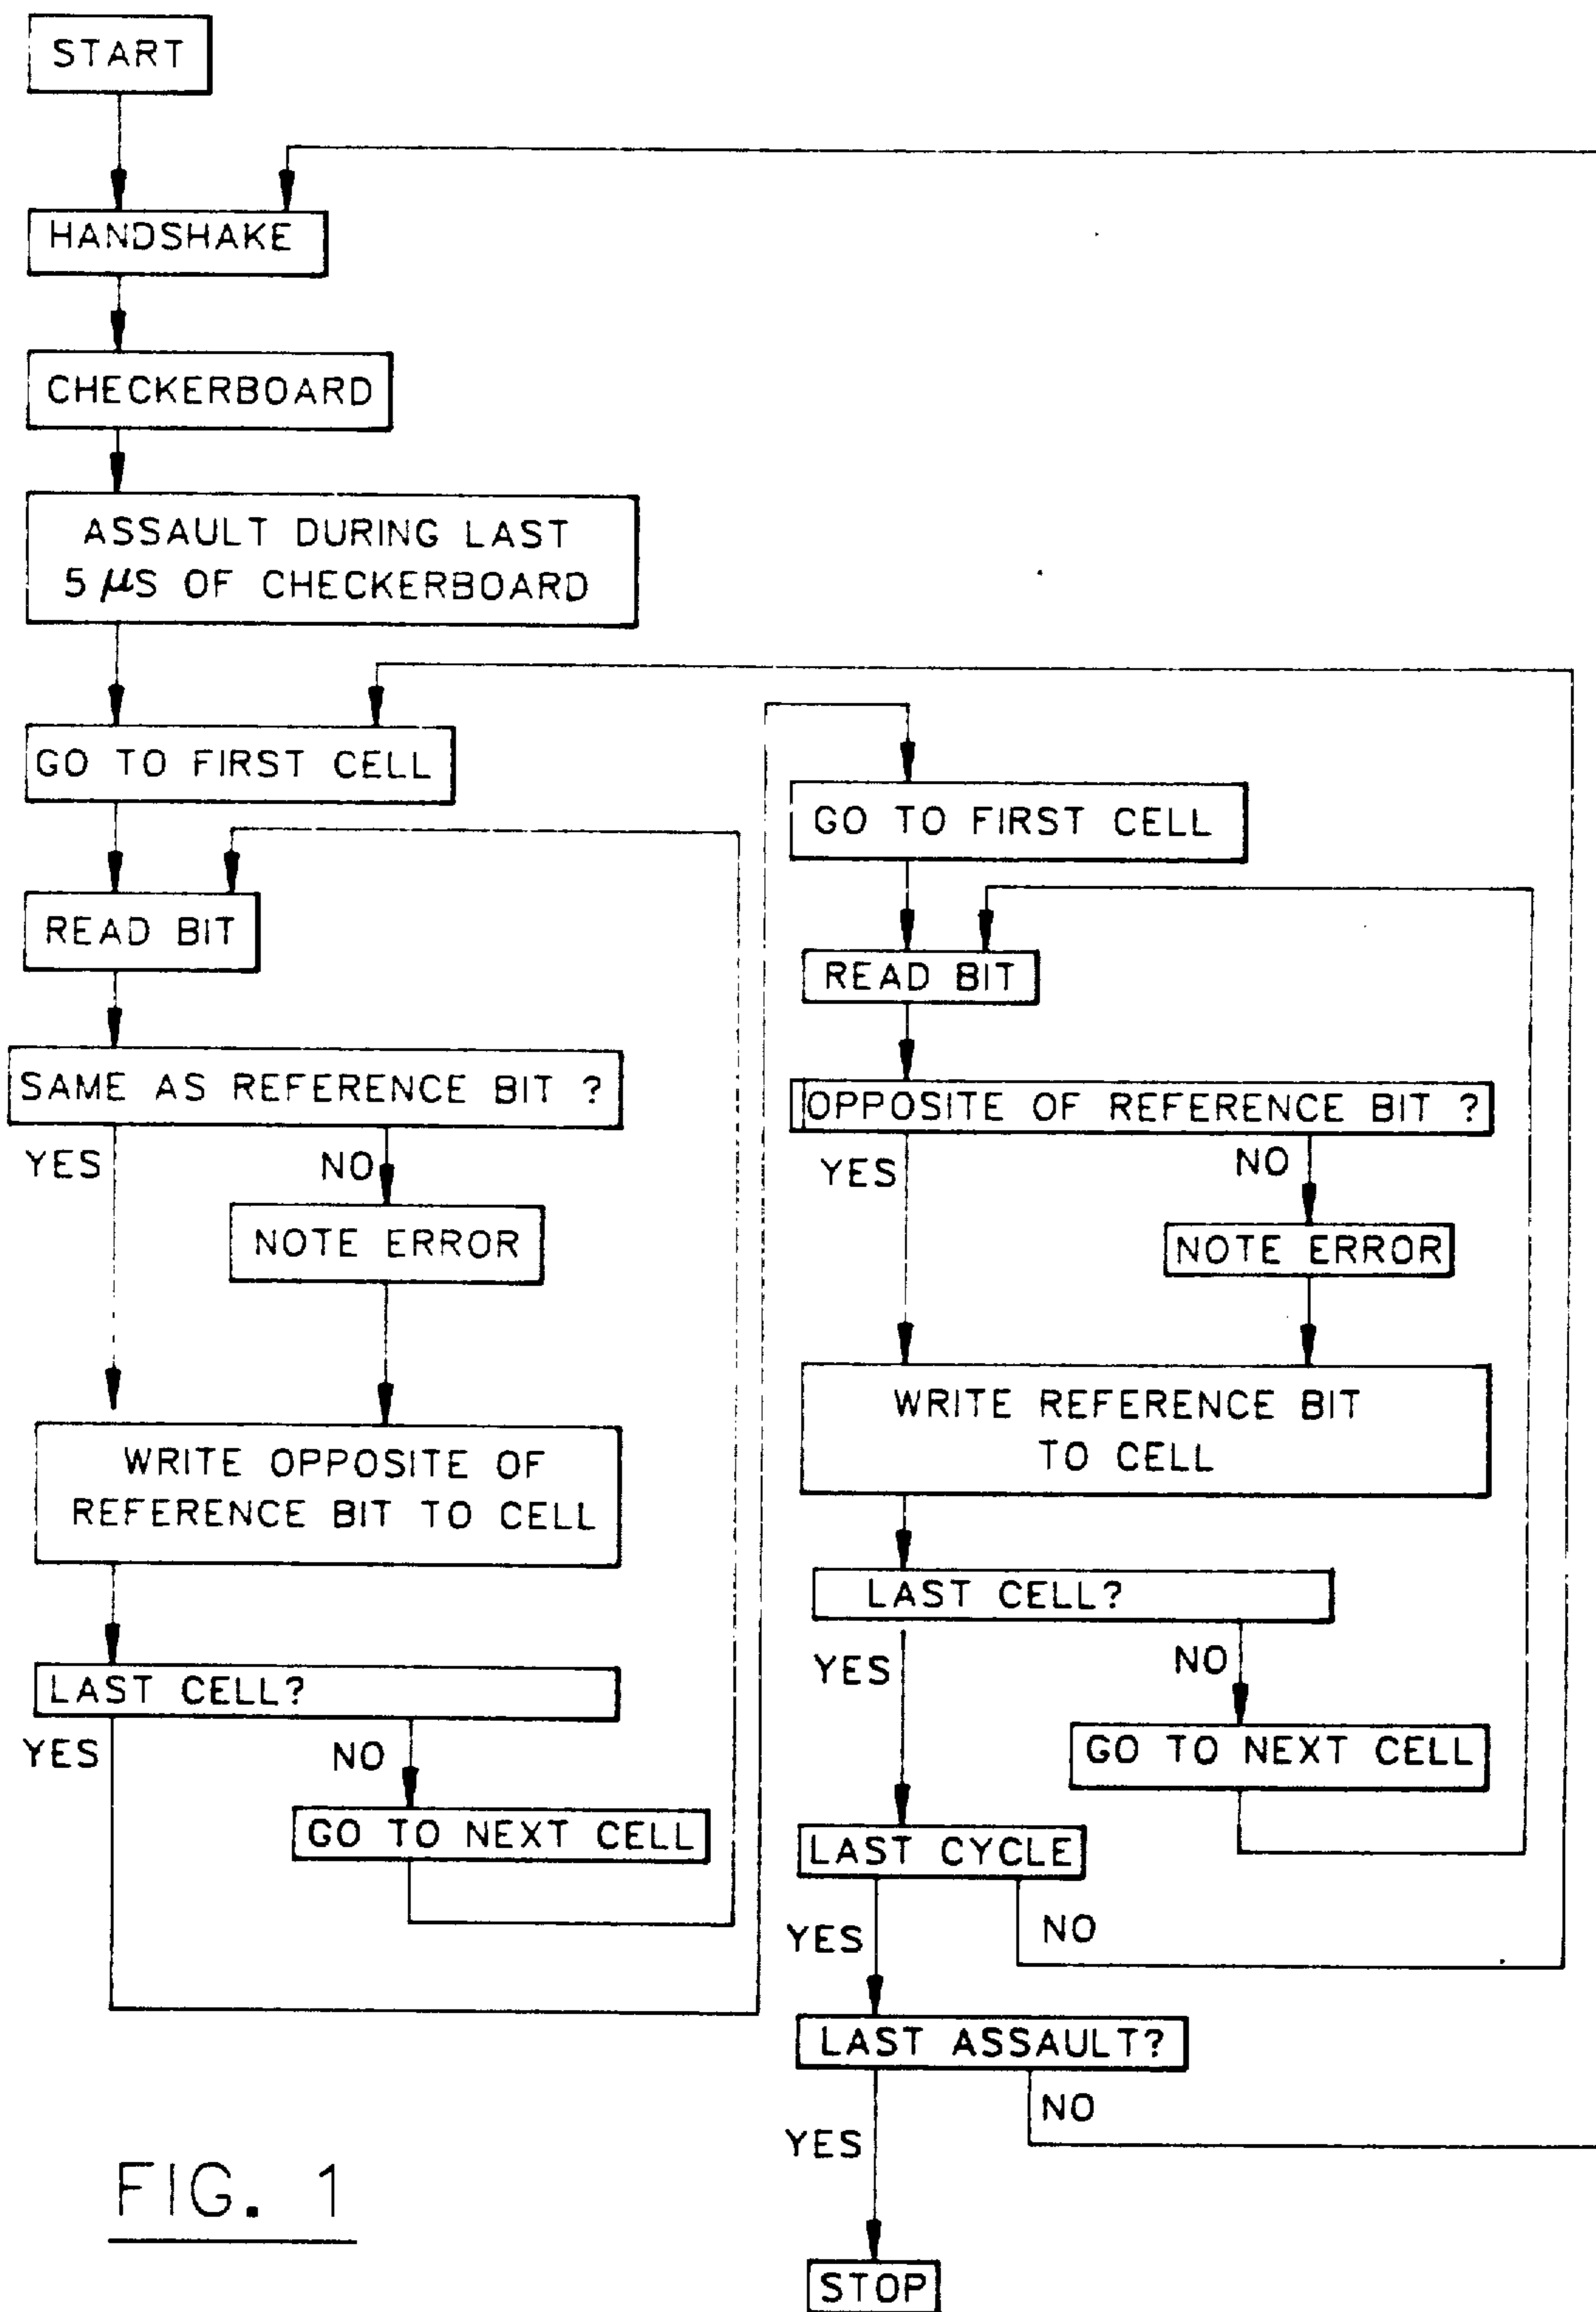 START
HANDSHAKE
CHECKERBOARD
ASSAULT DURING LAST
5 µS OF CHECKERBOARD
GO TO FIRST CELL
READ BIT
SAME AS REFERENCE BIT ?
YES
NO
NOTE ERROR
WRITE OPPOSITE OF
REFERENCE BIT TO CELL
LAST CELL?
YES
NO
GO TO NEXT CELL
GO TO FIRST CELL
READ BIT
OPPOSITE OF REFERENCE BIT ?
YES
NO
NOTE ERROR
WRITE REFERENCE BIT
TO CELL
LAST CELL?
YES
NO
GO TO NEXT CELL
LAST CYCLE
YES
NO
LAST ASSAULT?
YES
NO
STOP
FIG. 1